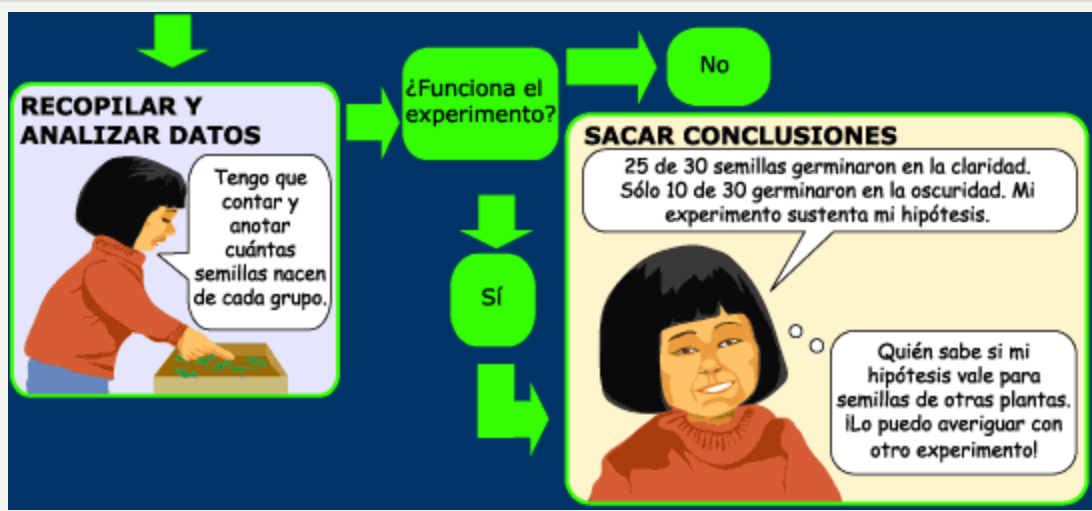 RECOPILAR Y
ANALIZAR DATOS
Tengo que
contar y
anotar
cuántas
semillas nacen
de cada grupo.
¿Funciona el
experimento?
No
Sí
SACAR CONCLUSIONES
25 de 30 semillas germinaron en la claridad.
Sólo 10 de 30 germinaron en la oscuridad. Mi
experimento sustenta mi hipótesis.
Quién sabe si mi
hipótesis vale para
semillas de otras plantas.
¡Lo puedo averiguar con
otro experimento!